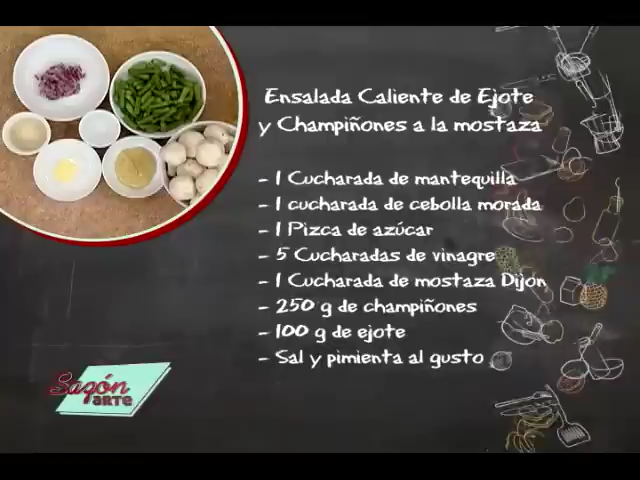 Ensalada Caliente de Ejote
y Champiñones a la mostaza
- 1 Cucharada de mantequilla
- 1 cucharada de cebolla morada
- 1 Pizca de azúcar
- 5 Cucharadas de vinagre
- 1 Cucharada de mostaza Dijon
- 250 g de champiñones
- 100 g de ejote
- Sal y pimienta al gusto
Sazón
ARTE